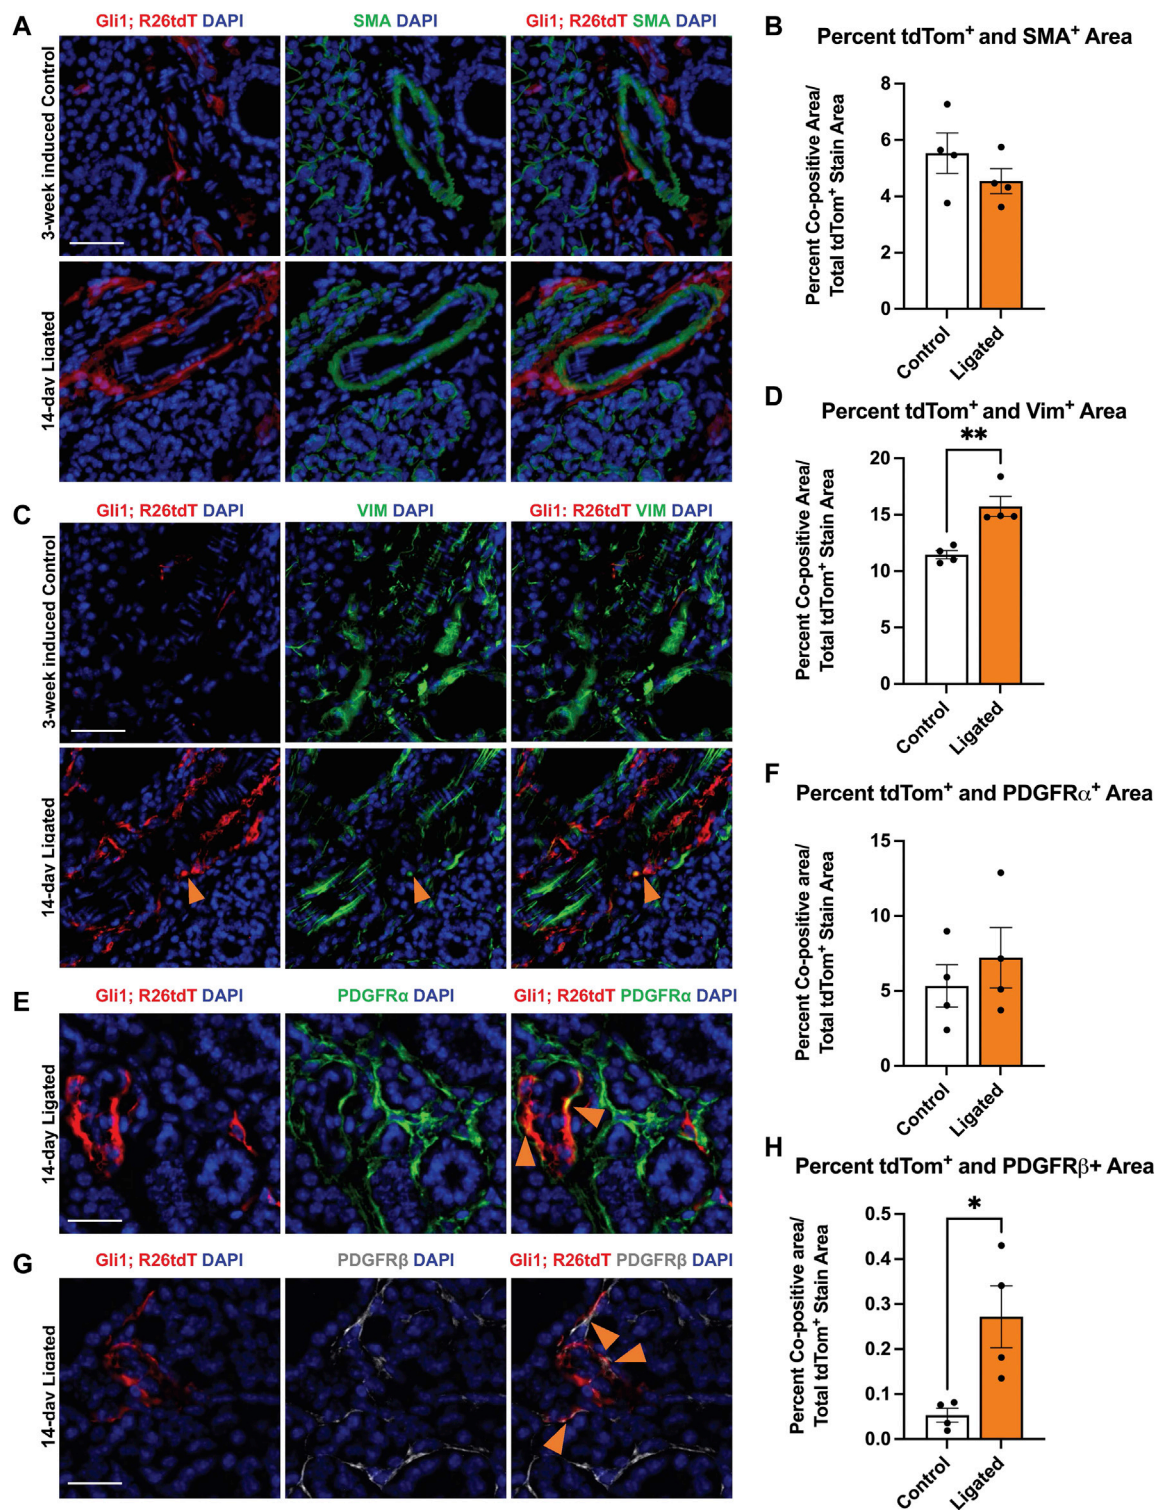 A
Gli1; R26tdT DAPI
SMA DAPI
Gli1; R26tdT SMA DAPI
3-week induced Control
14-day Ligated
B
Percent tdTom+ and SMA+ Area
Percent Co-positive Area/
Total tdTom+ Stain Area
8
6
4
2
0
Control
Ligated
C
Gli1; R26tdT DAPI
VIM DAPI
Gli1: R26tdT VIM DAPI
3-week induced Control
14-day Ligated
D
Percent tdTom+ and Vim+ Area
**
Percent Co-positive Area/
Total tdTom+ Stain Area
20
15
10
5
0
Control
Ligated
E
Gli1; R26tdT DAPI
PDGFRα DAPI
Gli1; R26tdT PDGFRα DAPI
14-day Ligated
F
Percent tdTom+ and PDGFRα+ Area
Percent Co-positive area/
Total tdTom+ Stain Area
15
10
5
0
Control
Ligated
G
Gli1; R26tdT DAPI
PDGFRβ DAPI
Gli1; R26tdT PDGFRβ DAPI
14-day Ligated
H
Percent tdTom+ and PDGFRβ+ Area
*
Percent Co-positive area/
Total tdTom+ Stain Area
0.5
0.4
0.3
0.2
0.1
0.0
Control
Ligated